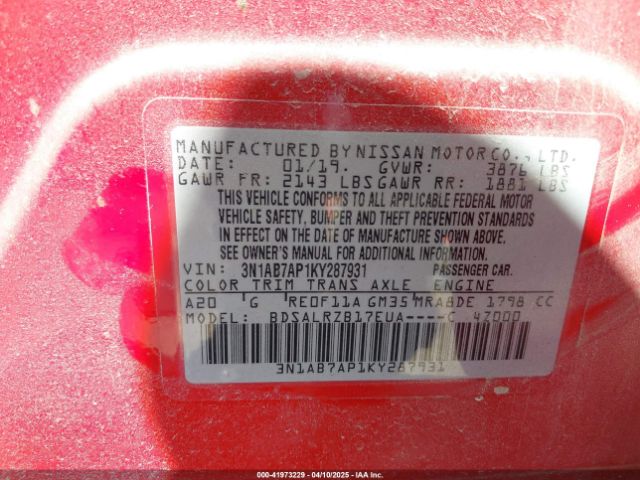 MANUFACTURED BY NISSAN MOTOR CO., LTD.
DATE: 01/19. GVWR: 3876 LBS
GAWR FR: 2143 LBS GAWR RR: 1881 LBS
THIS VEHICLE CONFORMS TO ALL APPLICABLE FEDERAL MOTOR
VEHICLE SAFETY, BUMPER AND THEFT PREVENTION STANDARDS
IN EFFECT ON THE DATE OF MANUFACTURE SHOWN ABOVE.
SEE OWNER'S MANUAL FOR ADDITIONAL INFORMATION.
VIN: 3N1AB7AP1KY287931 PASSENGER CAR.
COLOR TRIM TRANS AXLE ENGINE
A20 G RE0F11A GM35 MRA8DE 1798 CC
MODEL: BDSALRZB17EUA----C 4Z000
3N1AB7AP1KY287931
000-41973229 - 04/10/2025 - IAA Inc.